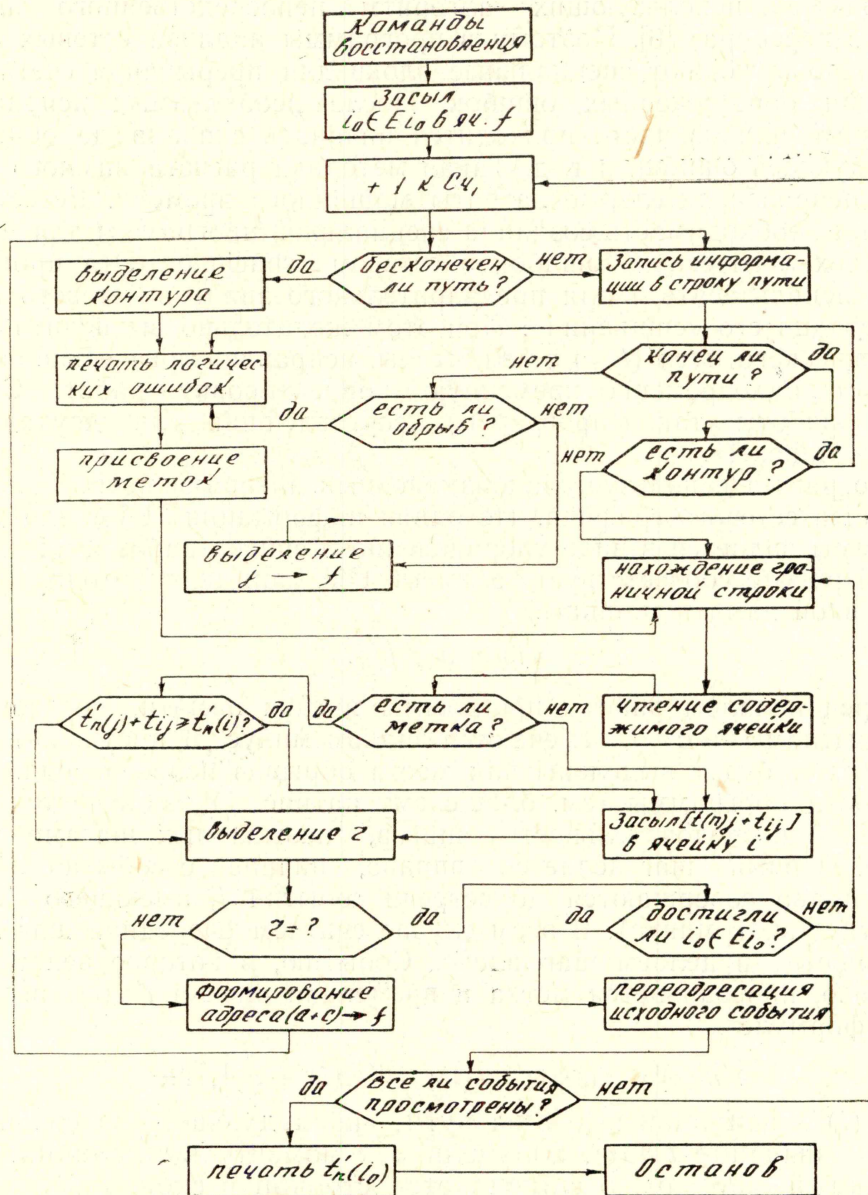 Команды
восстановления
Засыл
i₀∈Ei₀ в яч. f
+1 к Сч₁
бесконечен
ли путь?
да
нет
выделение
контура
Запись информа-
ции в строку пути
печать логичес-
ких ошибок
нет
конец ли
пути?
да
да
есть ли
обрыв?
нет
присвоение
меток
нет
есть ли
контур?
да
выделение
j → f
нахождение гра-
ничной строки
t'п(j)+tij≥t'п(i)?
да
да
есть ли
метка?
нет
чтение содер-
жимого ячейки
выделение г
Засыл[t(п)j+tij]
в ячейку i
нет
г=?
да
да
достигли
ли i₀∈Ei₀?
нет
Формирование
адреса(а+с)→f
переадресация
исходного события
да
Все ли события
просмотрены?
нет
печать t'п(i₀)
Останов